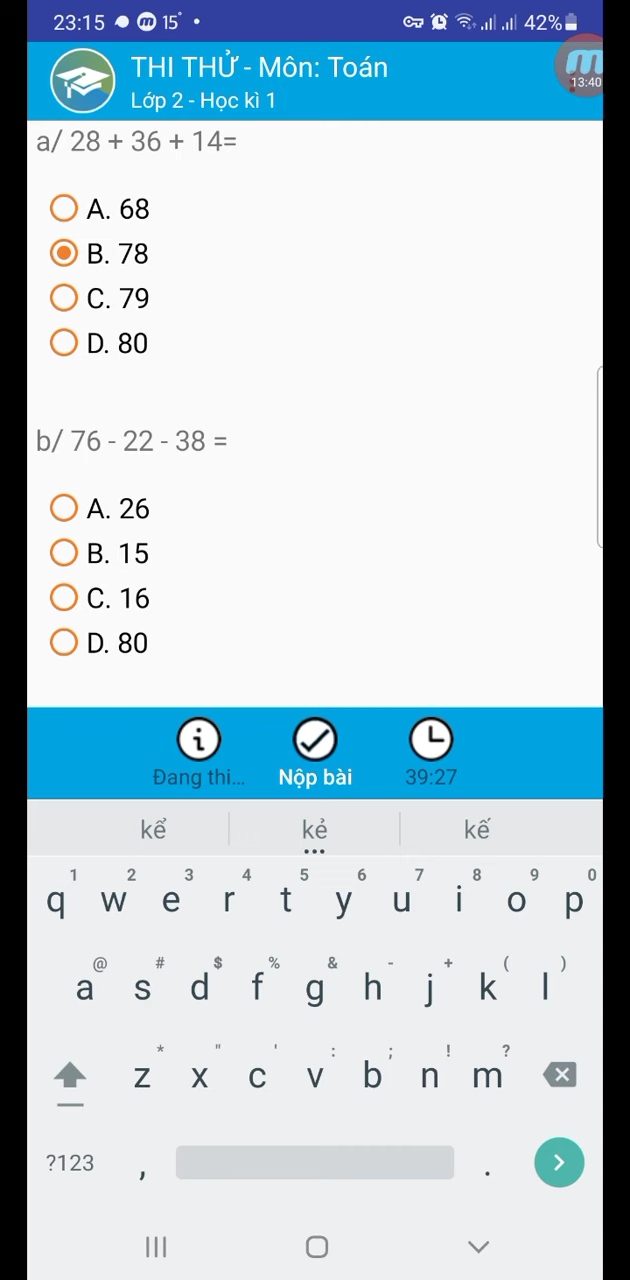 23:15 m 15° • 42%
THI THỬ - Môn: Toán
Lớp 2 - Học kì 1
m
13:40
a/ 28 + 36 + 14=
A. 68
B. 78
C. 79
D. 80
b/ 76 - 22 - 38 =
A. 26
B. 15
C. 16
D. 80
Đang thi... Nộp bài 39:27
kể kẻ kế
...
1 2 3 4 5 6 7 8 9 0
q w e r t y u i o p
@ # $ % & - + ( )
a s d f g h j k l
* " ' : ; ! ?
z x c v b n m
?123 , .